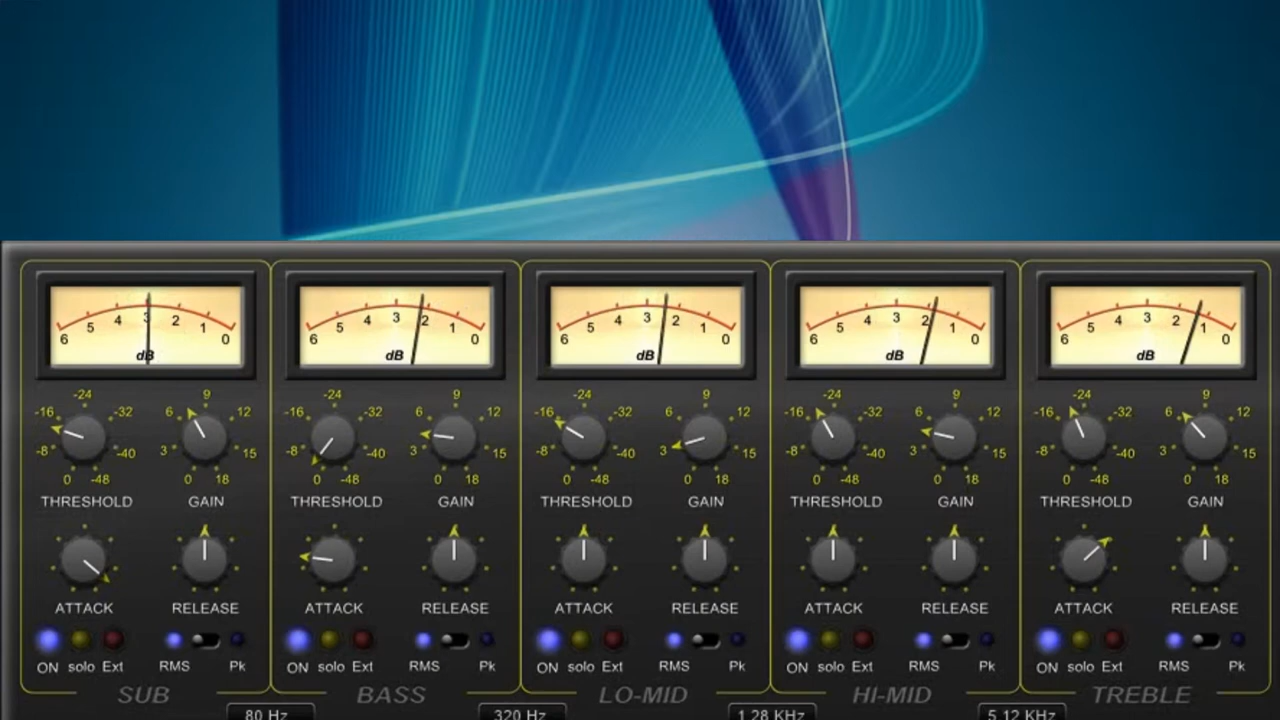 6 5 4 3 2 1 0 6 5 4 3 2 1 0 6 5 4 3 2 1 0 6 5 4 3 2 1 0 6 5 4 3 2 1 0
dB dB dB dB dB
-24 9 -24 9 -24 9 -24 9 -24 9
-16 -32 6 12 -16 -32 6 12 -16 -32 6 12 -16 -32 6 12 -16 -32 6 12
-8 -40 3 15 -8 -40 3 15 -8 -40 3 15 -8 -40 3 15 -8 -40 3 15
0 -48 0 18 0 -48 0 18 0 -48 0 18 0 -48 0 18 0 -48 0 18
THRESHOLD GAIN THRESHOLD GAIN THRESHOLD GAIN THRESHOLD GAIN THRESHOLD GAIN
ATTACK RELEASE ATTACK RELEASE ATTACK RELEASE ATTACK RELEASE ATTACK RELEASE
ON solo Ext RMS Pk ON solo Ext RMS Pk ON solo Ext RMS Pk ON solo Ext RMS Pk ON solo Ext RMS Pk
SUB BASS LO-MID HI-MID TREBLE
80 Hz 320 Hz 1.28 KHz 5.12 KHz